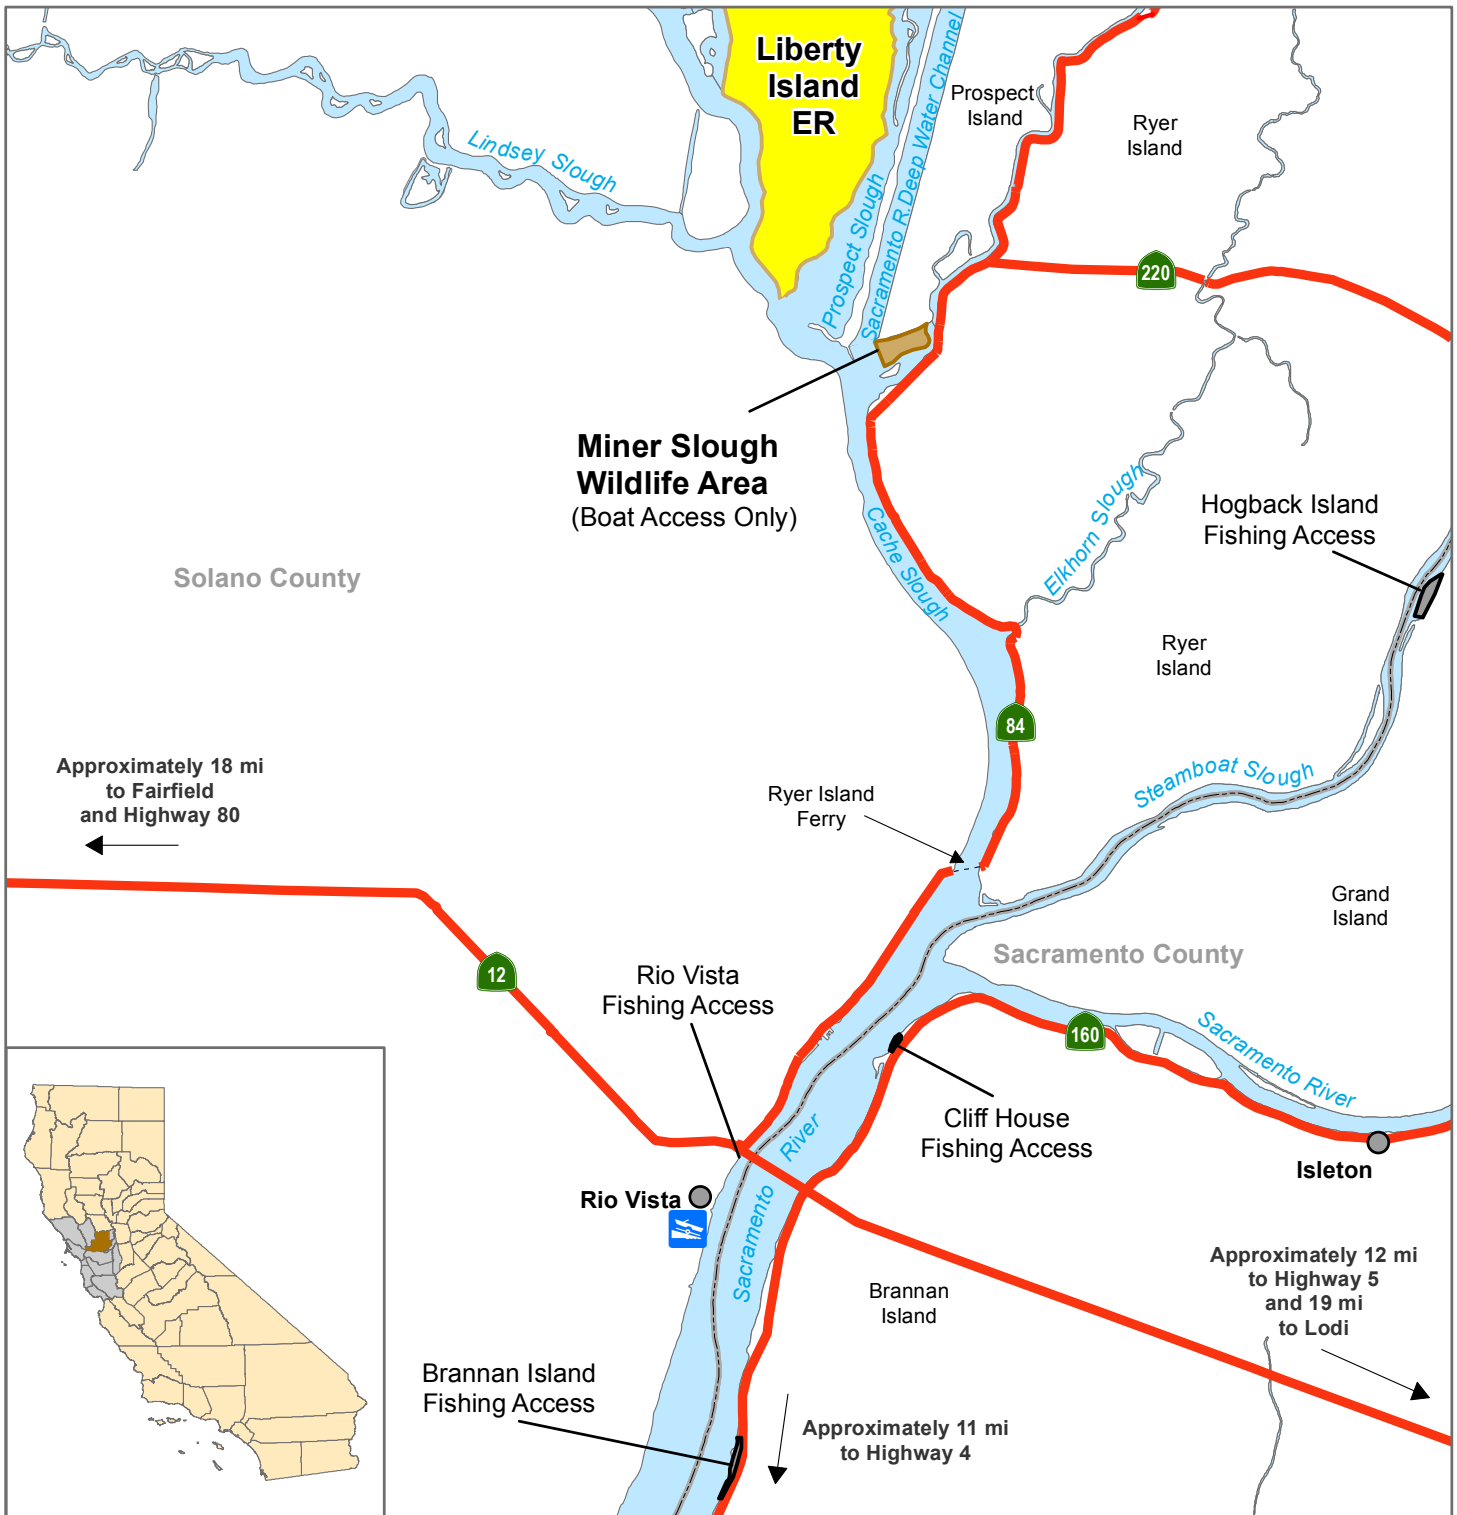 Liberty
Island
ER
Sacramento R. Deep Water Channel
Prospect
Island
Ryer
Island
Lindsey Slough
Prospect Slough
220
Miner Slough
Wildlife Area
(Boat Access Only)
Cache Slough
Elkhorn Slough
Hogback Island
Fishing Access
Solano County
Ryer
Island
84
Approximately 18 mi
to Fairfield
and Highway 80
Ryer Island
Ferry
Steamboat Slough
Grand
Island
12
Sacramento County
Rio Vista
Fishing Access
160
Sacramento River
Cliff House
Fishing Access
River
Sacramento
Isleton
Rio Vista
Approximately 12 mi
to Highway 5
and 19 mi
to Lodi
Brannan
Island
Brannan Island
Fishing Access
Approximately 11 mi
to Highway 4